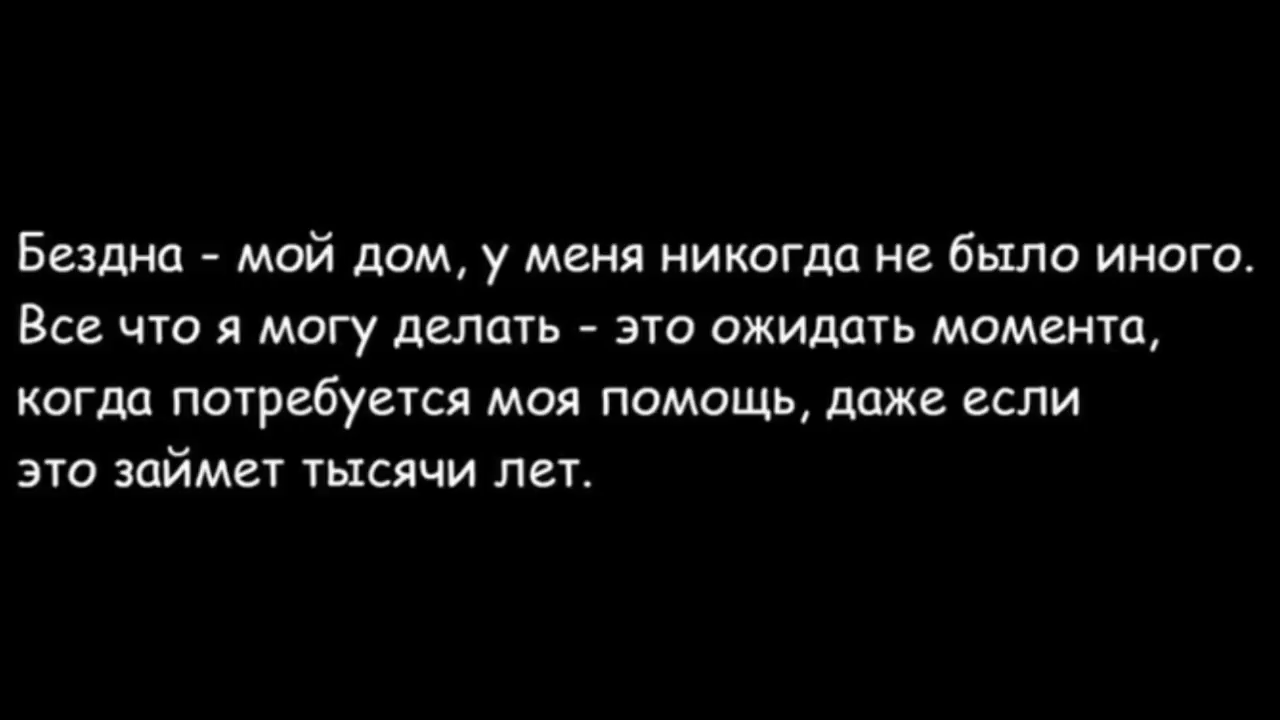 Бездна - мой дом, у меня никогда не было иного.
Все что я могу делать - это ожидать момента,
когда потребуется моя помощь, даже если
это займет тысячи лет.